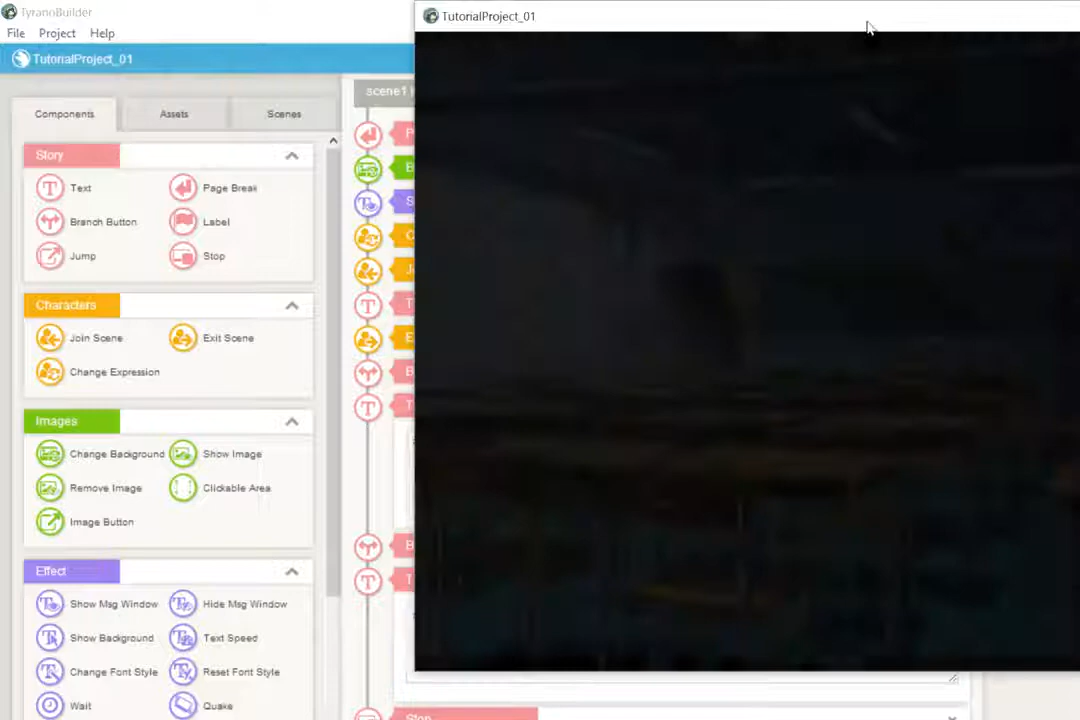 TyranoBuilder
TutorialProject_01
File Project Help
TutorialProject_01
scene1
Components Assets Scenes
Story
Text Page Break
Branch Button Label
Jump Stop
Characters
Join Scene Exit Scene
Change Expression
Images
Change Background Show Image
Remove Image Clickable Area
Image Button
Effect
Show Msg Window Hide Msg Window
Show Background Text Speed
Change Font Style Reset Font Style
Wait Quake
Stop